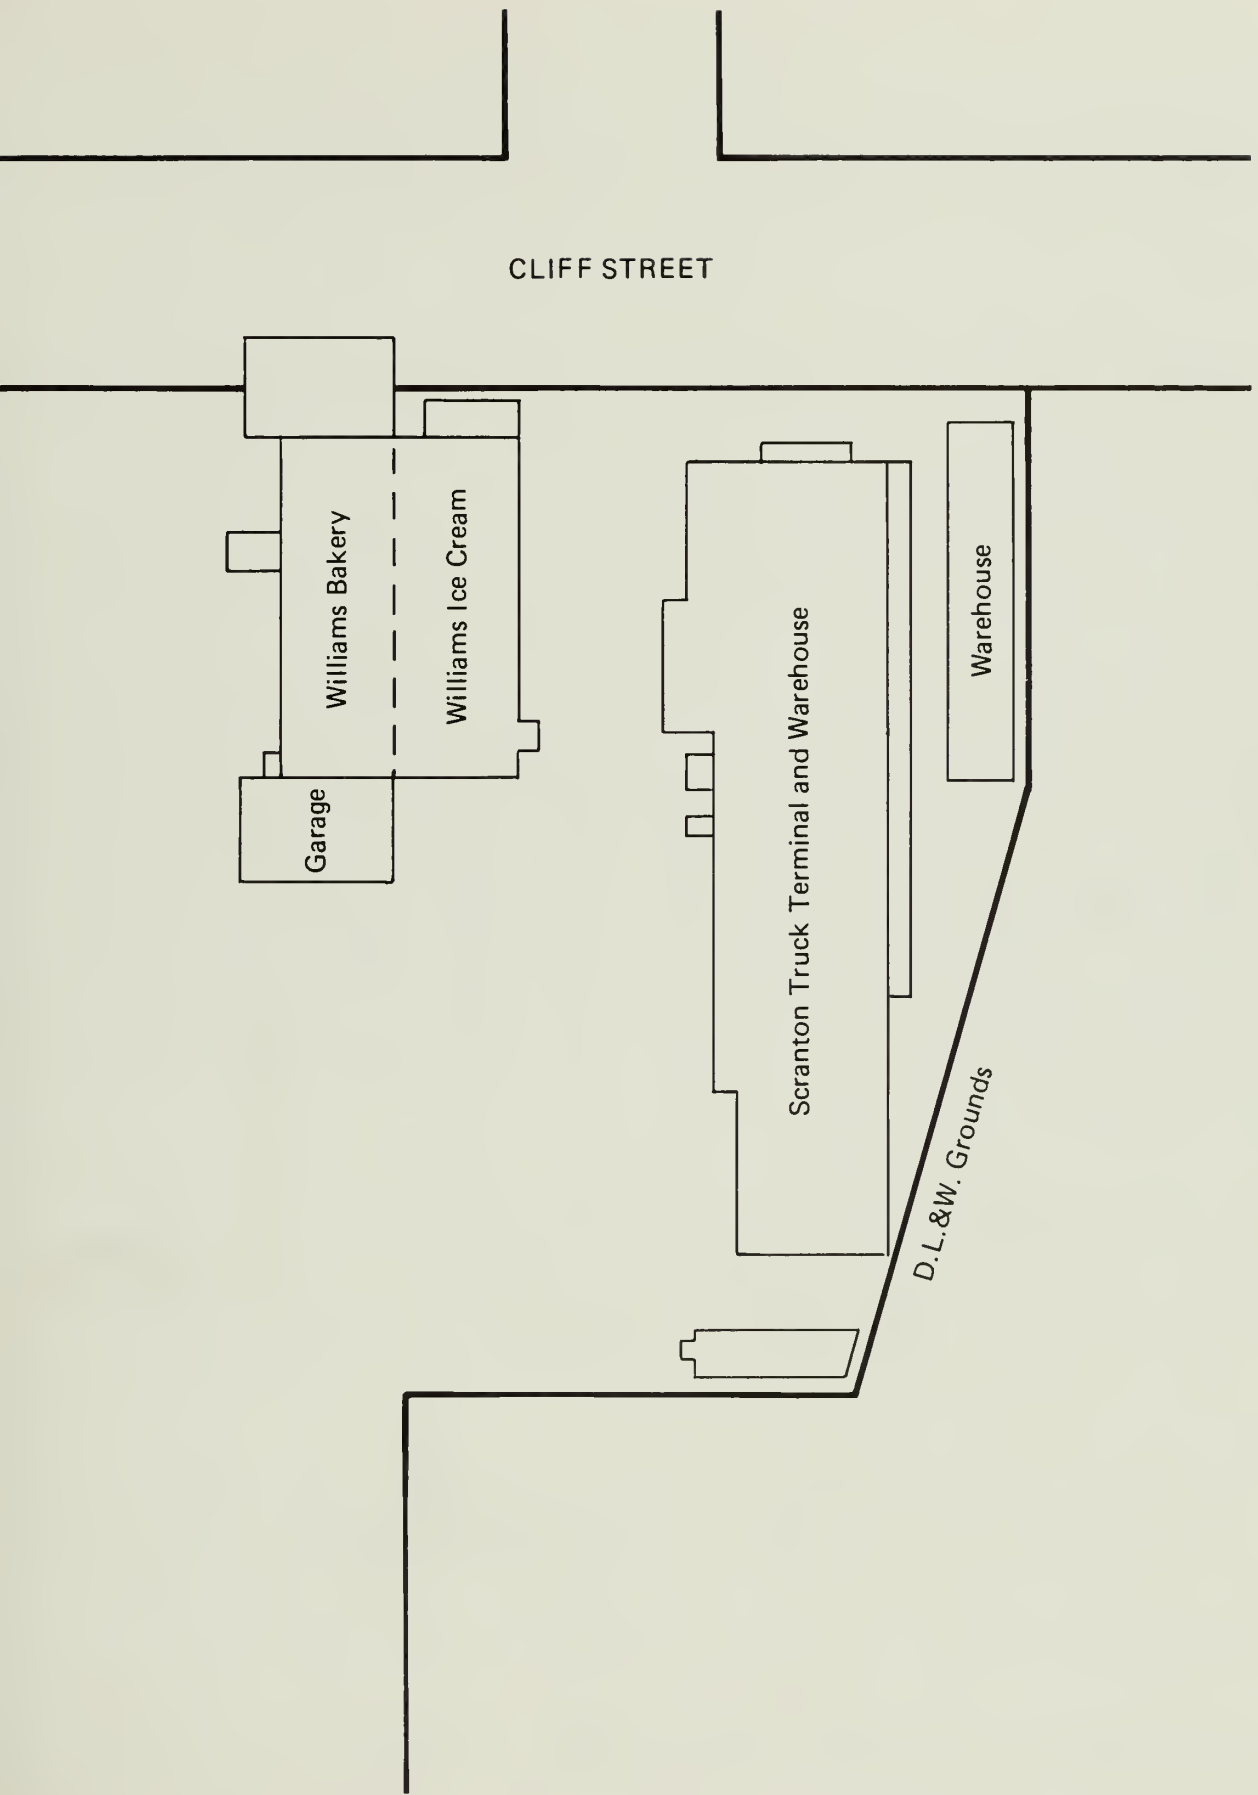 CLIFF STREET
Williams Bakery
Williams Ice Cream
Garage
Scranton Truck Terminal and Warehouse
Warehouse
D.L.&W. Grounds